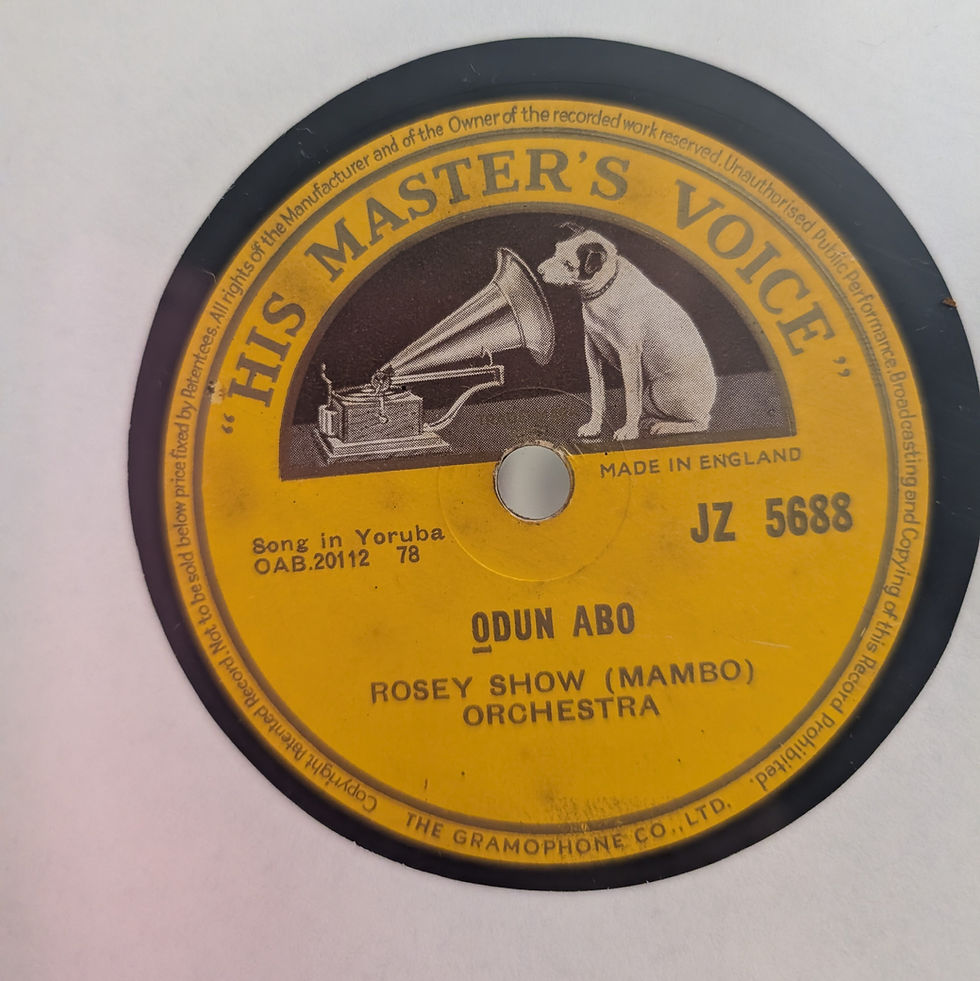 Copyright Patented Record. Not to be sold below price fixed by Patentees. All rights of the Manufacturer and of the Owner of the recorded work reserved. Unauthorised Public Performance, Broadcasting and Copying of this Record Prohibited.
"HIS MASTER'S VOICE"
MADE IN ENGLAND
JZ 5688
Song in Yoruba
OAB.20112 78
ỌDUN ABO
ROSEY SHOW (MAMBO)
ORCHESTRA
THE GRAMOPHONE CO., LTD.